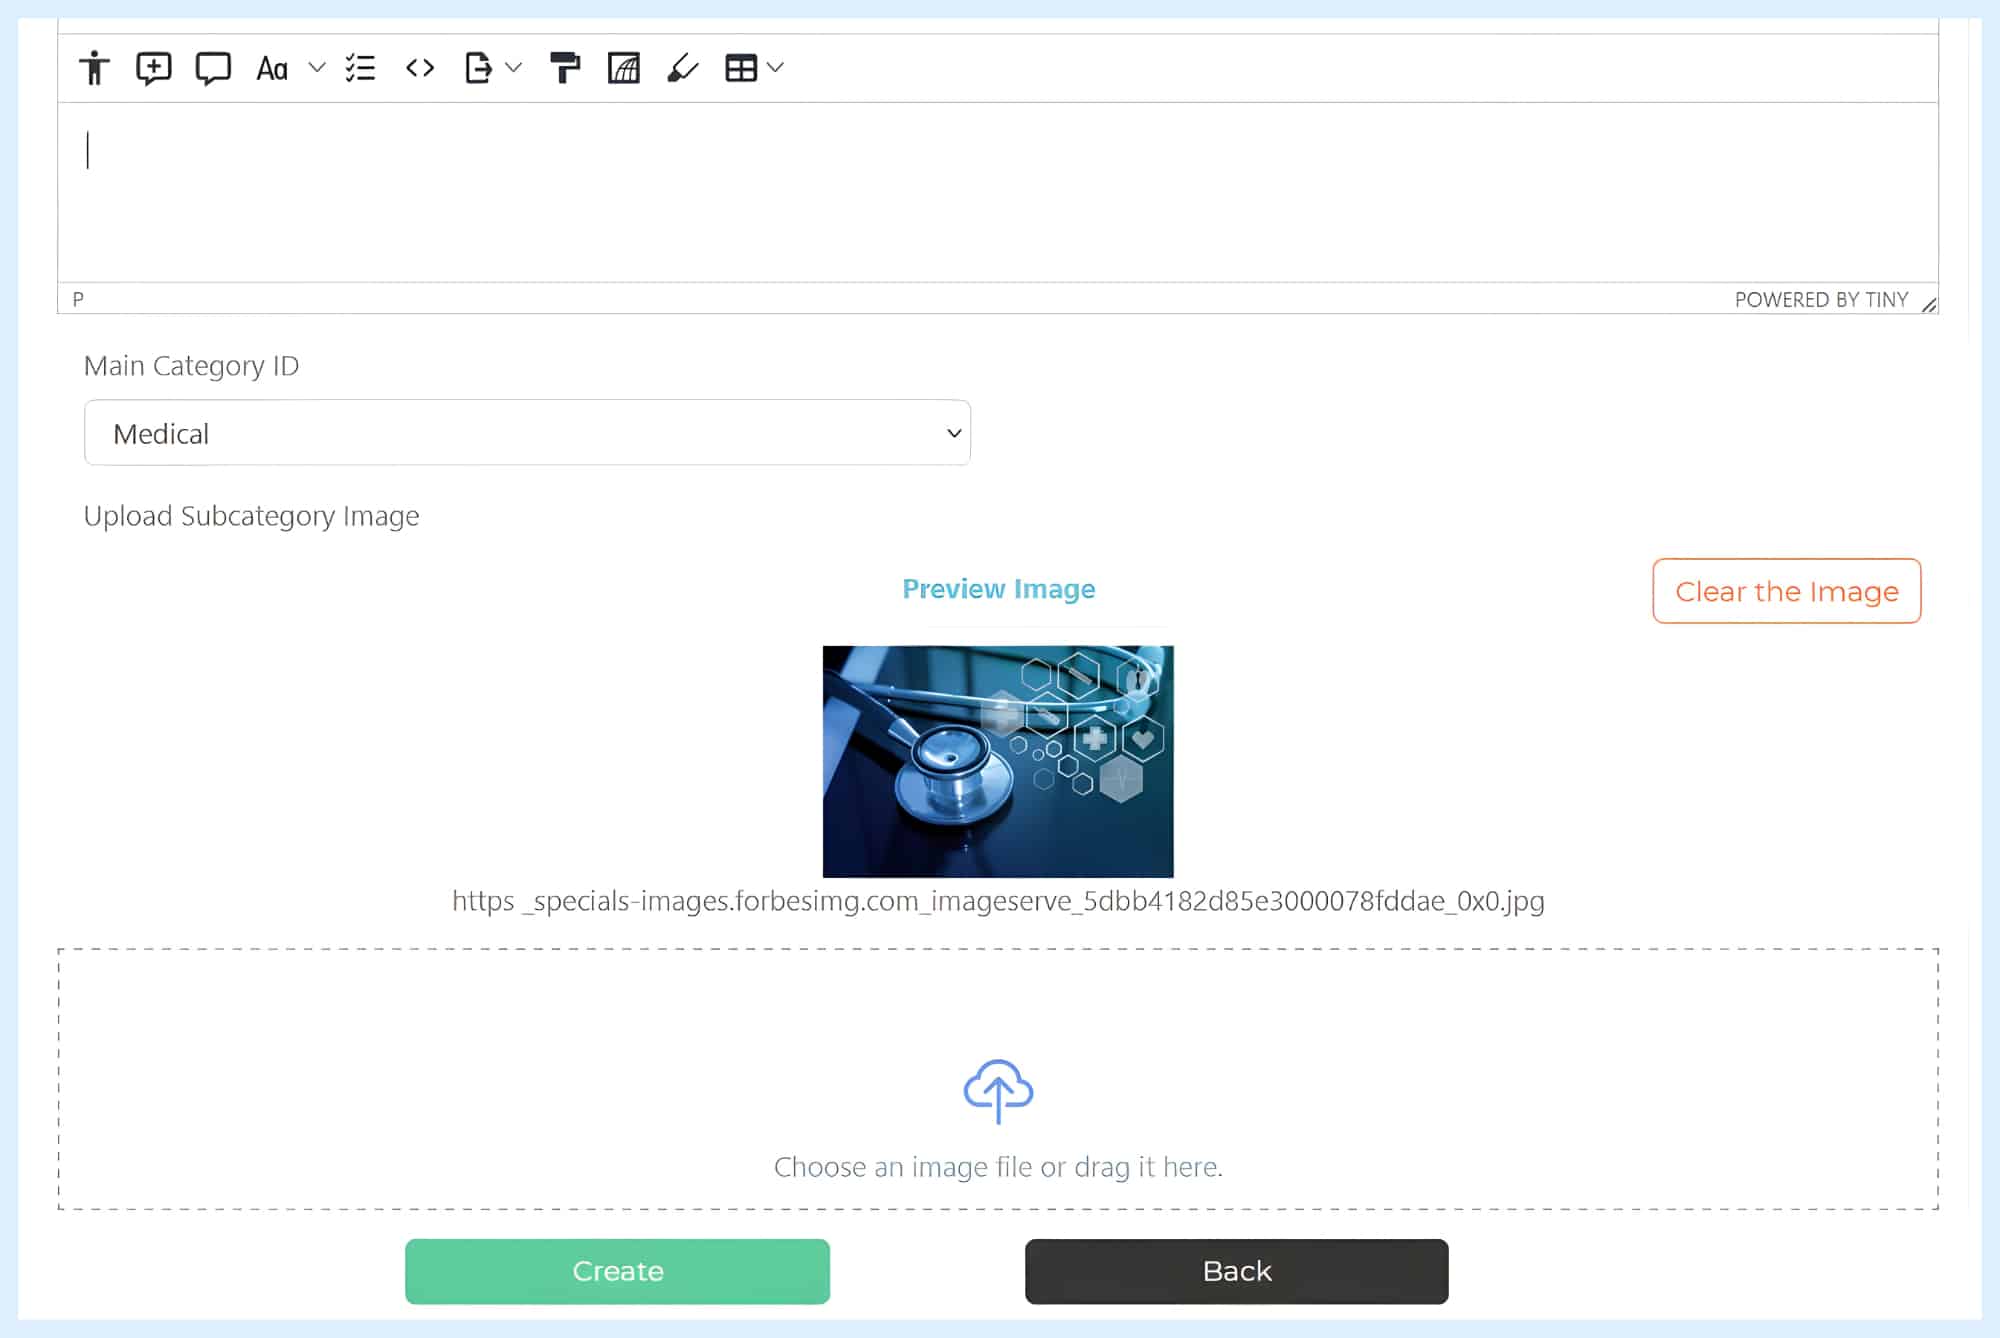 Aa
P
POWERED BY TINY
Main Category ID
Medical
Upload Subcategory Image
Preview Image
Clear the Image
https _specials-images.forbesimg.com_imageserve_5dbb4182d85e3000078fddae_0x0.jpg
Choose an image file or drag it here.
Create
Back